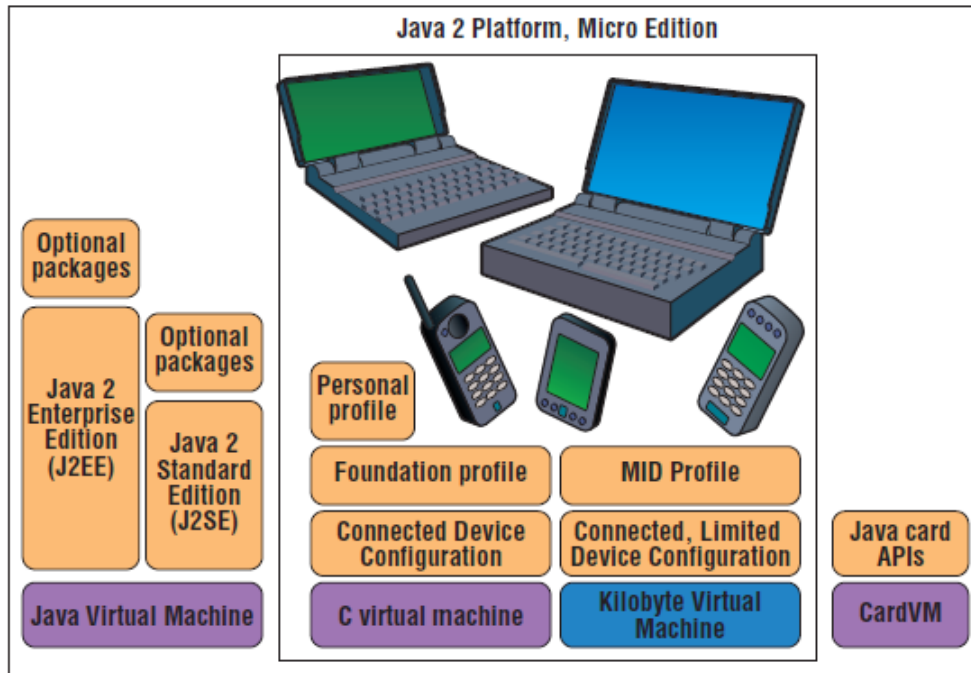 Java 2 Platform, Micro Edition
Optional
packages
Java 2
Enterprise
Edition
(J2EE)
Optional
packages
Java 2
Standard
Edition
(J2SE)
Java Virtual Machine
Personal
profile
Foundation profile
Connected Device
Configuration
C virtual machine
MID Profile
Connected, Limited
Device Configuration
Kilobyte Virtual
Machine
Java card
APIs
CardVM